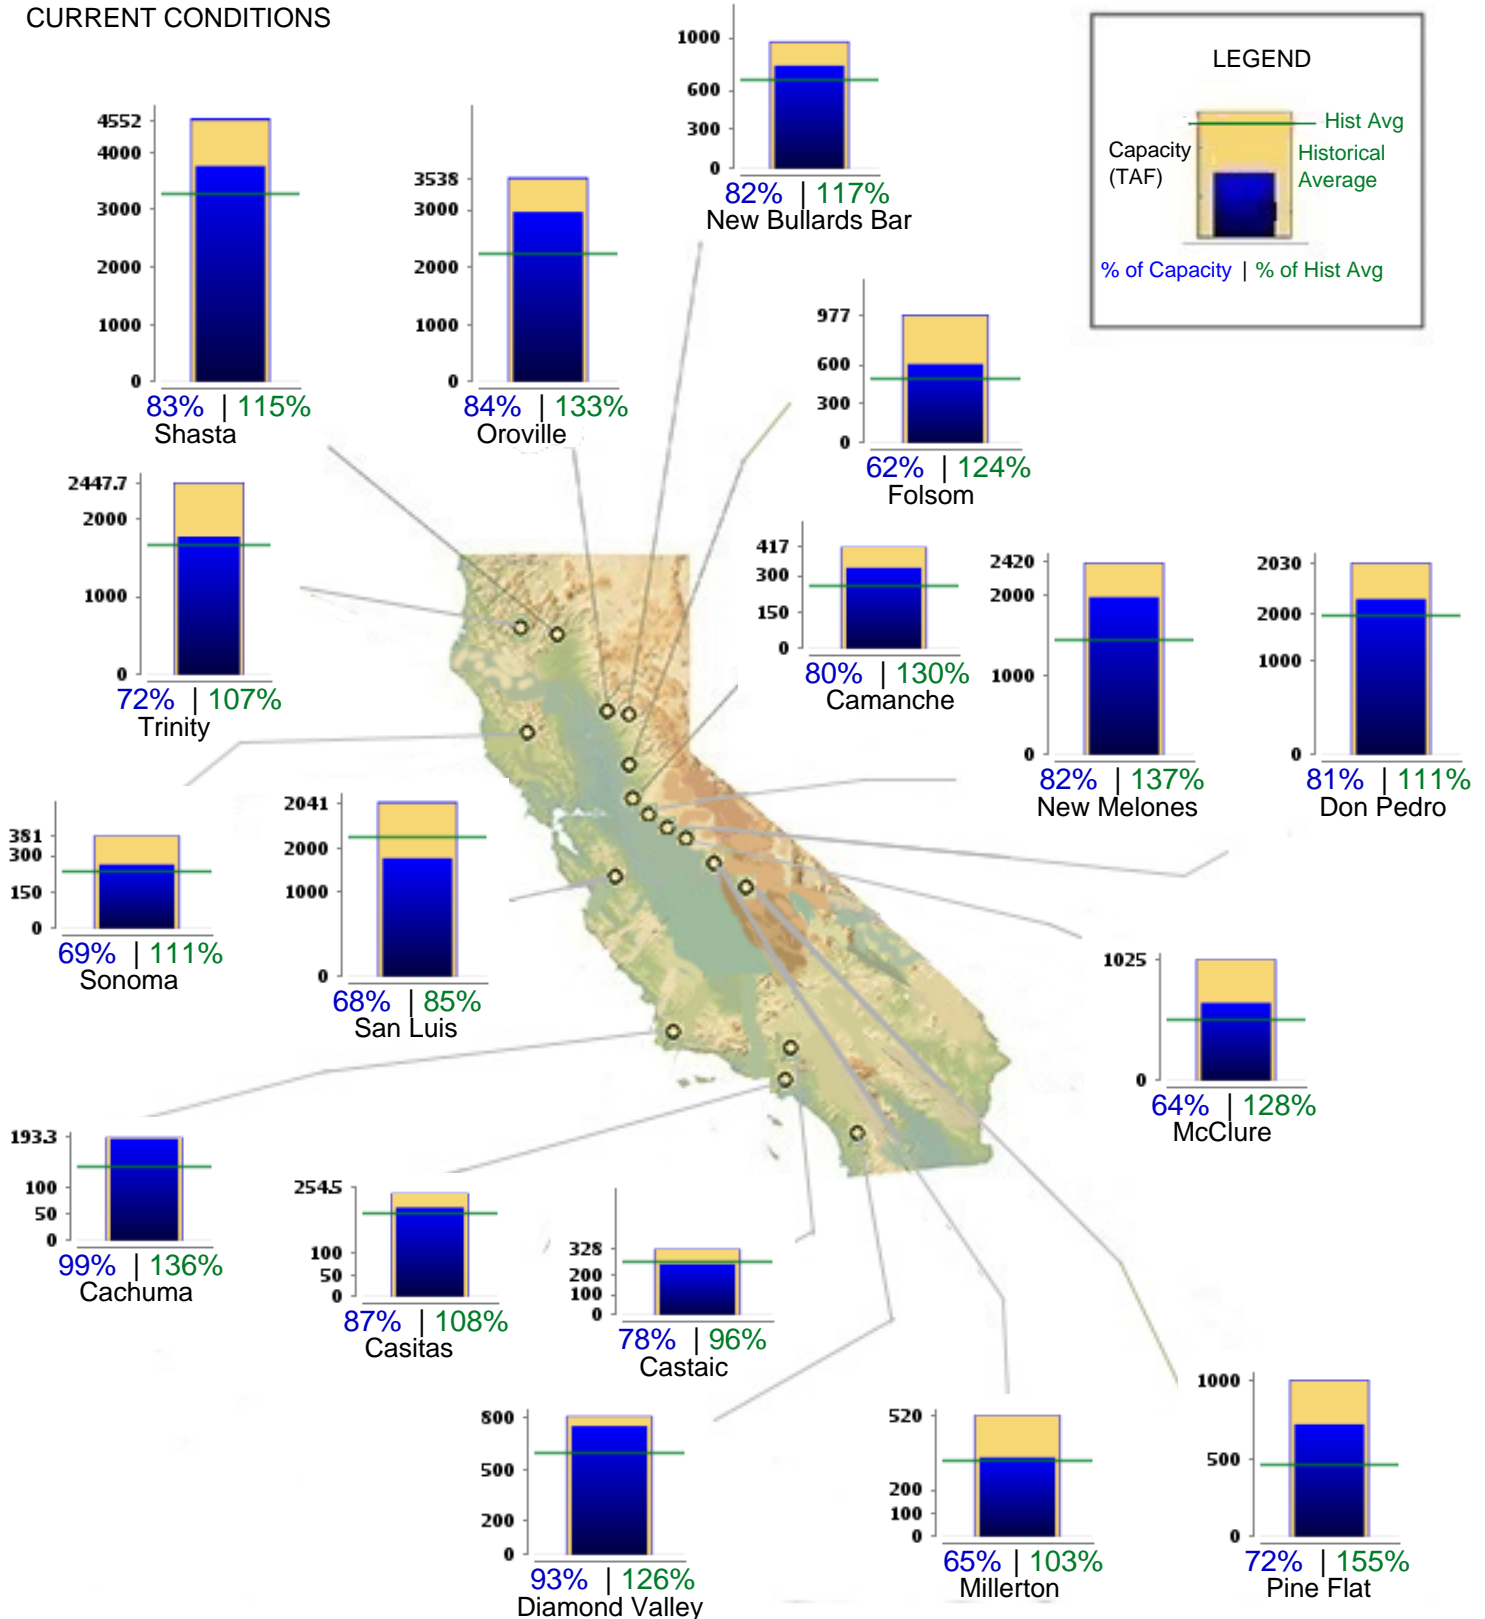 CURRENT CONDITIONS
1000
600
300
0
82% | 117%
New Bullards Bar
LEGEND
Hist Avg
Capacity
(TAF)
Historical
Average
% of Capacity | % of Hist Avg
4552
4000
3000
2000
1000
0
83% | 115%
Shasta
3538
3000
2000
1000
0
84% | 133%
Oroville
977
600
300
0
62% | 124%
Folsom
2447.7
2000
1000
0
72% | 107%
Trinity
417
300
150
0
80% | 130%
Camanche
2420
2000
1000
0
82% | 137%
New Melones
2030
2000
1000
0
81% | 111%
Don Pedro
381
300
150
0
69% | 111%
Sonoma
2041
2000
1000
0
68% | 85%
San Luis
1025
0
64% | 128%
McClure
193.3
100
50
0
99% | 136%
Cachuma
254.5
100
50
0
87% | 108%
Casitas
328
200
100
0
78% | 96%
Castaic
800
500
200
0
93% | 126%
Diamond Valley
520
200
100
0
65% | 103%
Millerton
1000
500
0
72% | 155%
Pine Flat